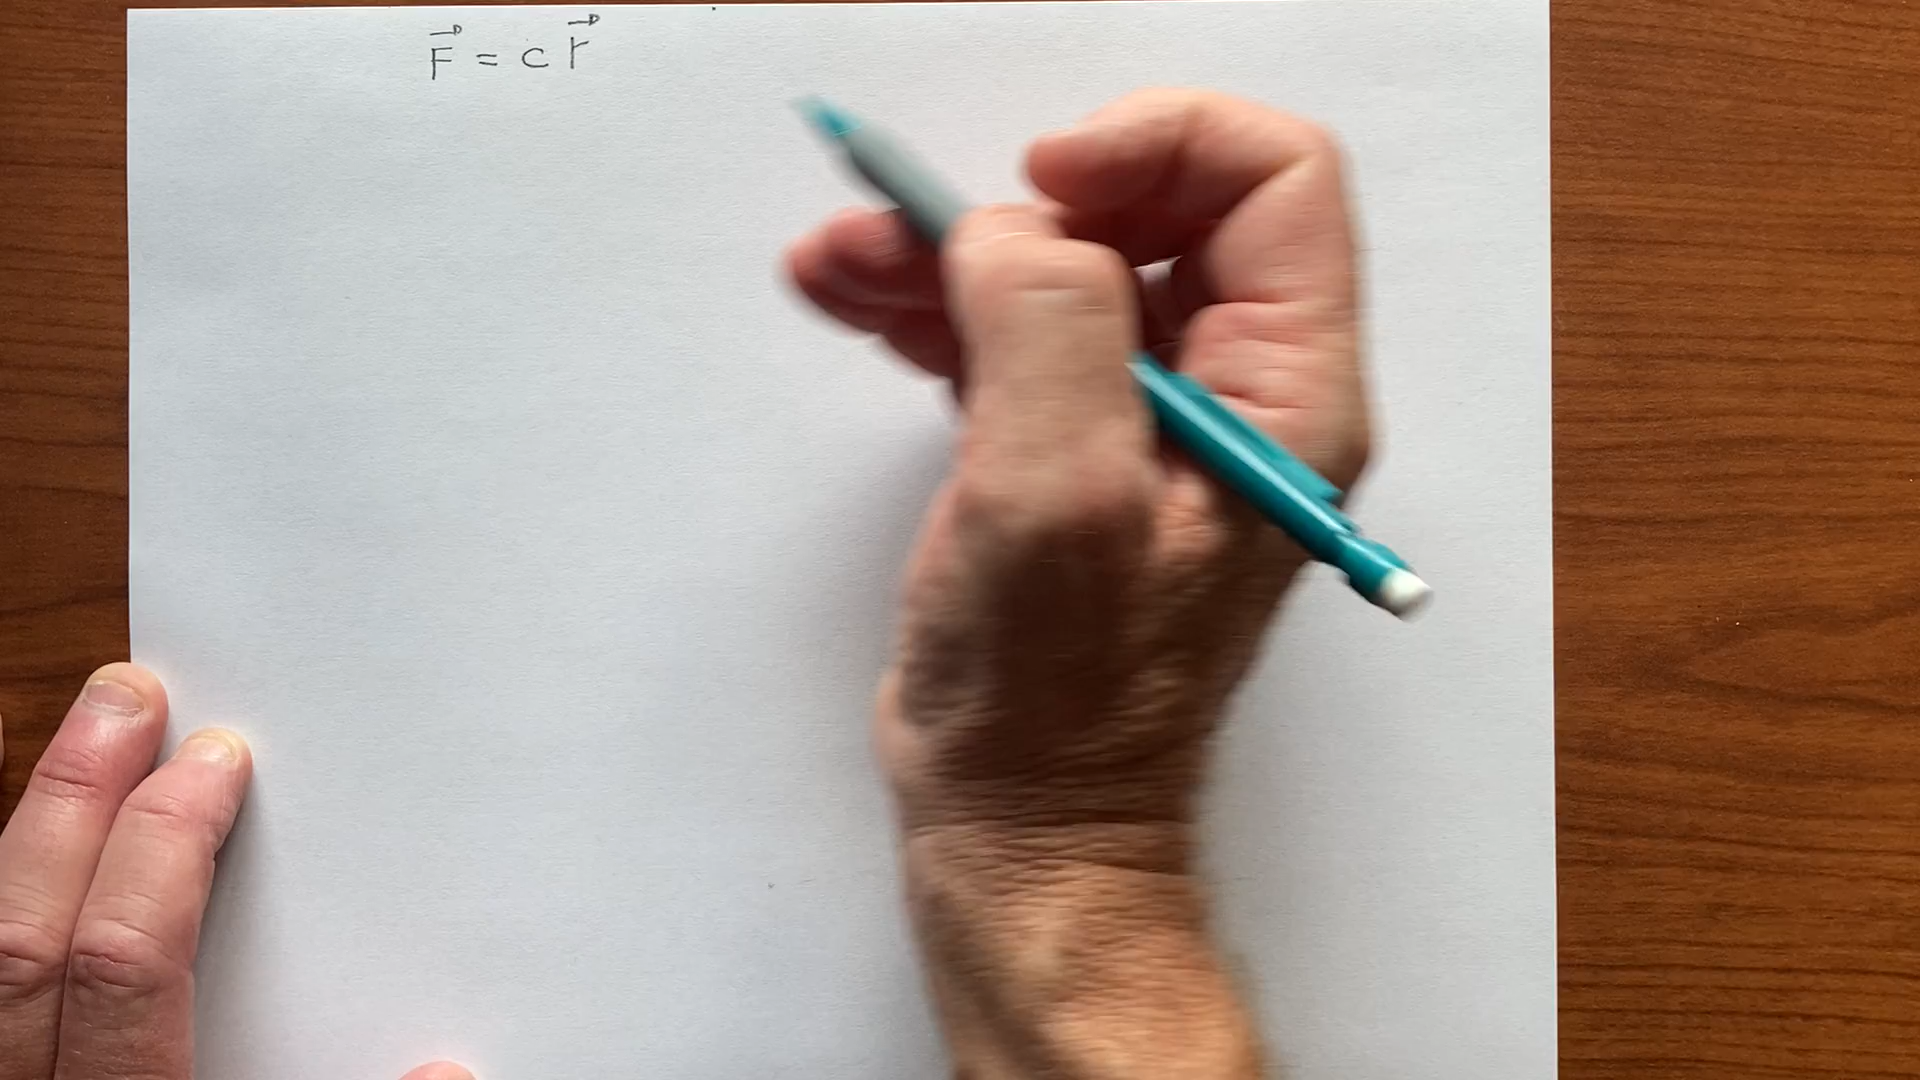 F⃗ = c r⃗